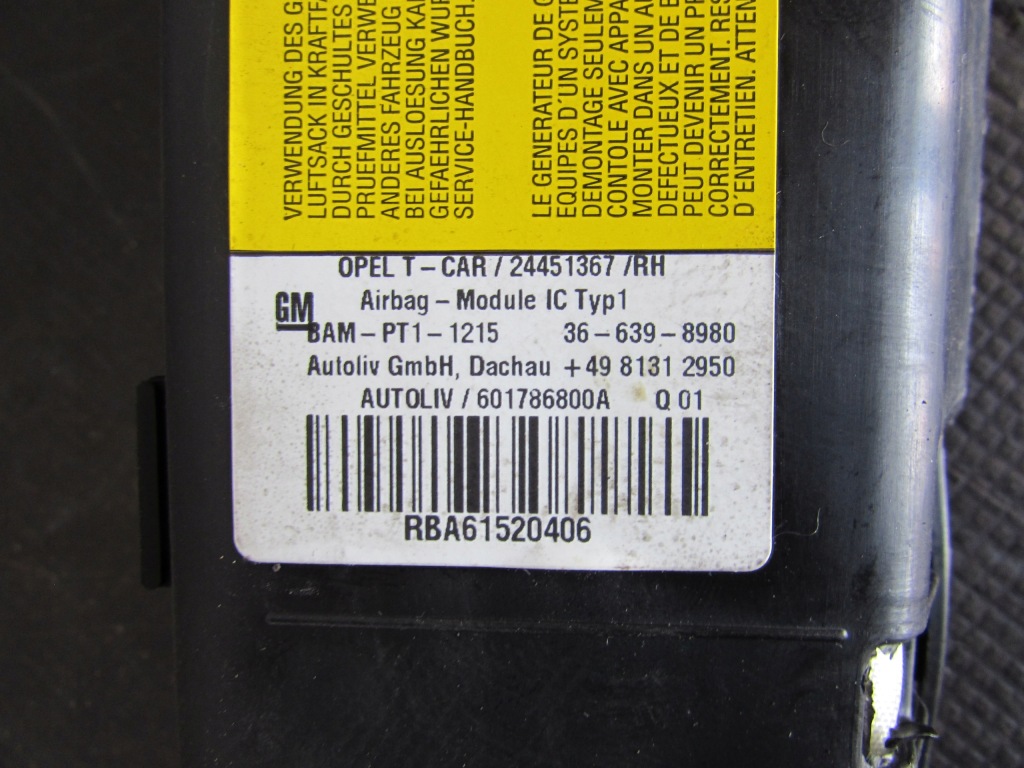 VERWENDUNG DES G
LUFTSACK IN KRAFTFA
DURCH GESCHULTES
PRUEFMITTEL VERWE
ANDERES FAHRZEUG
BEI AUSLOESUNG KA
GEFAEHRLICHEN WUR
SERVICE-HANDBUCH.
LE GENERATEUR DE
EQUIPES D'UN SYSTE
DEMONTAGE SEULEM
CONTOLE AVEC APPA
MONTER DANS UN A
DEFECTUEUX ET DE B
PEUT DEVENIR UN P
CORRECTEMENT. RES
D'ENTRETIEN. ATTEN
OPEL T-CAR / 24451367 /RH
GM
Airbag - Module IC Typ1
BAM-PT1-1215 36-639-8980
Autoliv GmbH, Dachau +49 8131 2950
AUTOLIV / 601786800A Q 01
RBA61520406